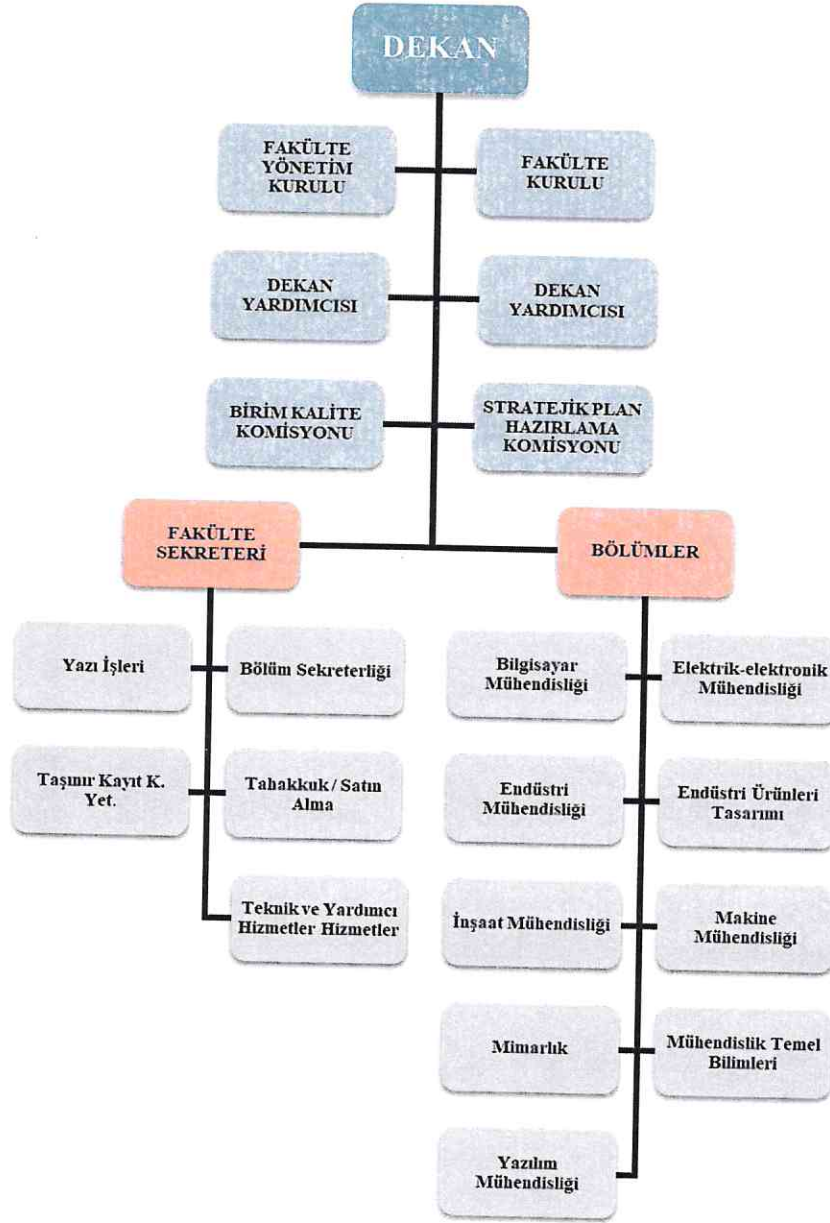 DEKAN
FAKÜLTE
YÖNETİM
KURULU
FAKÜLTE
KURULU
DEKAN
YARDIMCISI
DEKAN
YARDIMCISI
BİRİM KALİTE
KOMİSYONU
STRATEJİK PLAN
HAZIRLAMA
KOMİSYONU
FAKÜLTE
SEKRETERİ
BÖLÜMLER
Yazı İşleri
Bölüm Sekreterliği
Taşınır Kayıt K.
Yet.
Tahakkuk / Satın
Alma
Teknik ve Yardımcı
Hizmetler Hizmetler
Bilgisayar
Mühendisliği
Elektrik-elektronik
Mühendisliği
Endüstri
Mühendisliği
Endüstri Ürünleri
Tasarımı
İnşaat Mühendisliği
Makine
Mühendisliği
Mimarlık
Mühendislik Temel
Bilimleri
Yazılım
Mühendisliği